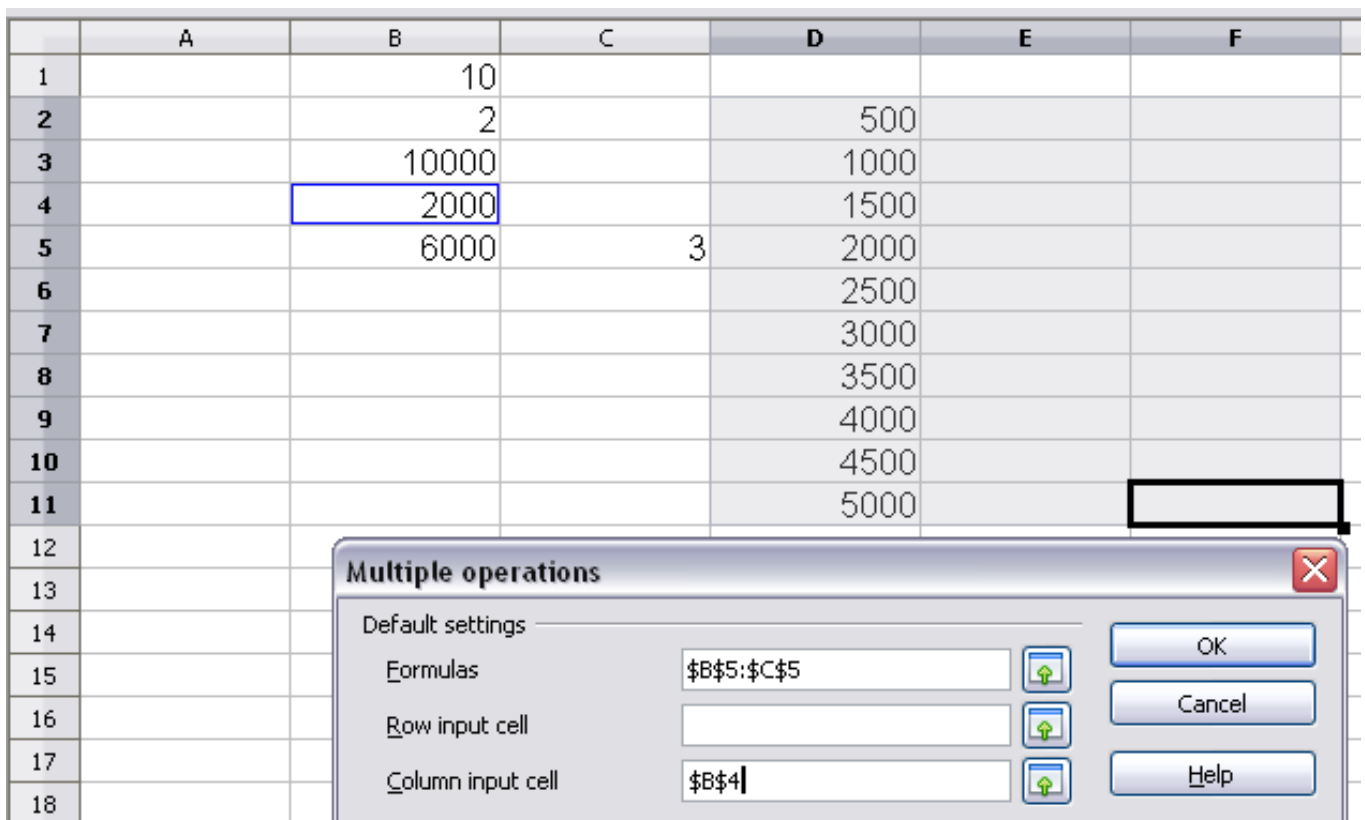 A B C D E F
1 10
2 2 500
3 10000 1000
4 2000 1500
5 6000 3 2000
6 2500
7 3000
8 3500
9 4000
10 4500
11 5000
12
13
14
15
16
17
18
Multiple operations
Default settings
Formulas $B$5:$C$5
Row input cell
Column input cell $B$4
OK
Cancel
Help